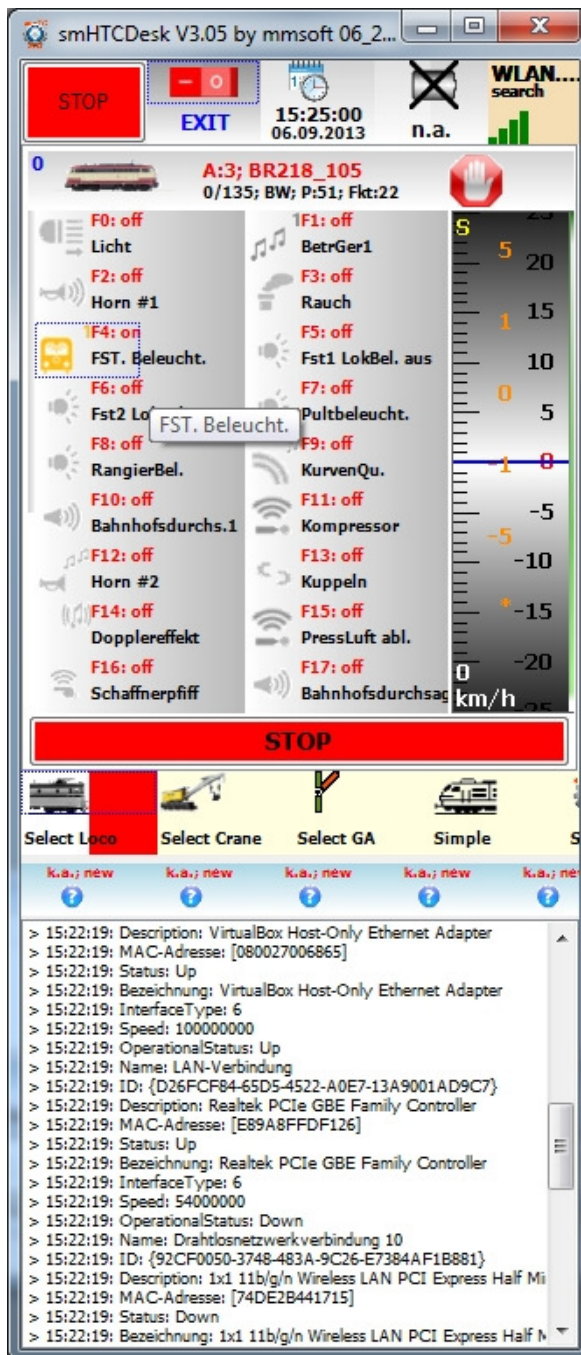 smHTCDesk V3.05 by mmsoft 06_2...
STOP
EXIT
15:25:00
06.09.2013
n.a.
WLAN....
search
0
A:3; BR218_105
0/135; BW; P:51; Fkt:22
F0: off
Licht
1F1: off
BetrGer1
F2: off
Horn #1
F3: off
Rauch
1F4: on
FST. Beleucht.
F5: off
Fst1 LokBel. aus
F6: off
Fst2
F7: off
Pultbeleucht.
FST. Beleucht.
F8: off
RangierBel.
F9: off
KurvenQu.
F10: off
Bahnhofsdurchs.1
F11: off
Kompressor
F12: off
Horn #2
F13: off
Kuppeln
F14: off
Dopplereffekt
F15: off
PressLuft abl.
F16: off
Schaffnerpfiff
F17: off
Bahnhofsdurchsag
S
5
20
1
15
10
0
5
-1 0
-5
-5
-10
*
-15
-20
0
km/h
STOP
Select Loco
Select Crane
Select GA
Simple
S
k.a.; new
k.a.; new
k.a.; new
k.a.; new
k.a.; ne
> 15:22:19: Description: VirtualBox Host-Only Ethernet Adapter
> 15:22:19: MAC-Adresse: [080027006865]
> 15:22:19: Status: Up
> 15:22:19: Bezeichnung: VirtualBox Host-Only Ethernet Adapter
> 15:22:19: InterfaceType: 6
> 15:22:19: Speed: 100000000
> 15:22:19: OperationalStatus: Up
> 15:22:19: Name: LAN-Verbindung
> 15:22:19: ID: {D26FCF84-65D5-4522-A0E7-13A9001AD9C7}
> 15:22:19: Description: Realtek PCIe GBE Family Controller
> 15:22:19: MAC-Adresse: [E89A8FFDF126]
> 15:22:19: Status: Up
> 15:22:19: Bezeichnung: Realtek PCIe GBE Family Controller
> 15:22:19: InterfaceType: 6
> 15:22:19: Speed: 54000000
> 15:22:19: OperationalStatus: Down
> 15:22:19: Name: Drahtlosnetzwerkverbindung 10
> 15:22:19: ID: {92CF0050-3748-483A-9C26-E7384AF1B881}
> 15:22:19: Description: 1x1 11b/g/n Wireless LAN PCI Express Half Mi
> 15:22:19: MAC-Adresse: [74DE2B441715]
> 15:22:19: Status: Down
> 15:22:19: Bezeichnung: 1x1 11b/g/n Wireless LAN PCI Express Half M